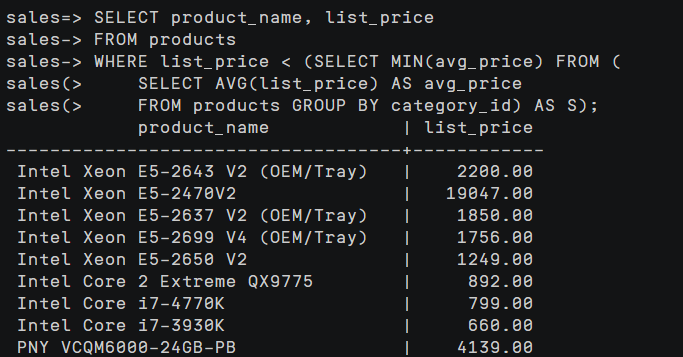 sales=> SELECT product_name, list_price
sales-> FROM products
sales-> WHERE list_price < (SELECT MIN(avg_price) FROM (
sales(>     SELECT AVG(list_price) AS avg_price
sales(>     FROM products GROUP BY category_id) AS S);
            product_name            | list_price
------------------------------------+------------
 Intel Xeon E5-2643 V2 (OEM/Tray)   |    2200.00
 Intel Xeon E5-2470V2               |   19047.00
 Intel Xeon E5-2637 V2 (OEM/Tray)   |    1850.00
 Intel Xeon E5-2699 V4 (OEM/Tray)   |    1756.00
 Intel Xeon E5-2650 V2              |    1249.00
 Intel Core 2 Extreme QX9775        |     892.00
 Intel Core i7-4770K                |     799.00
 Intel Core i7-3930K                |     660.00
 PNY VCQM6000-24GB-PB               |    4139.00